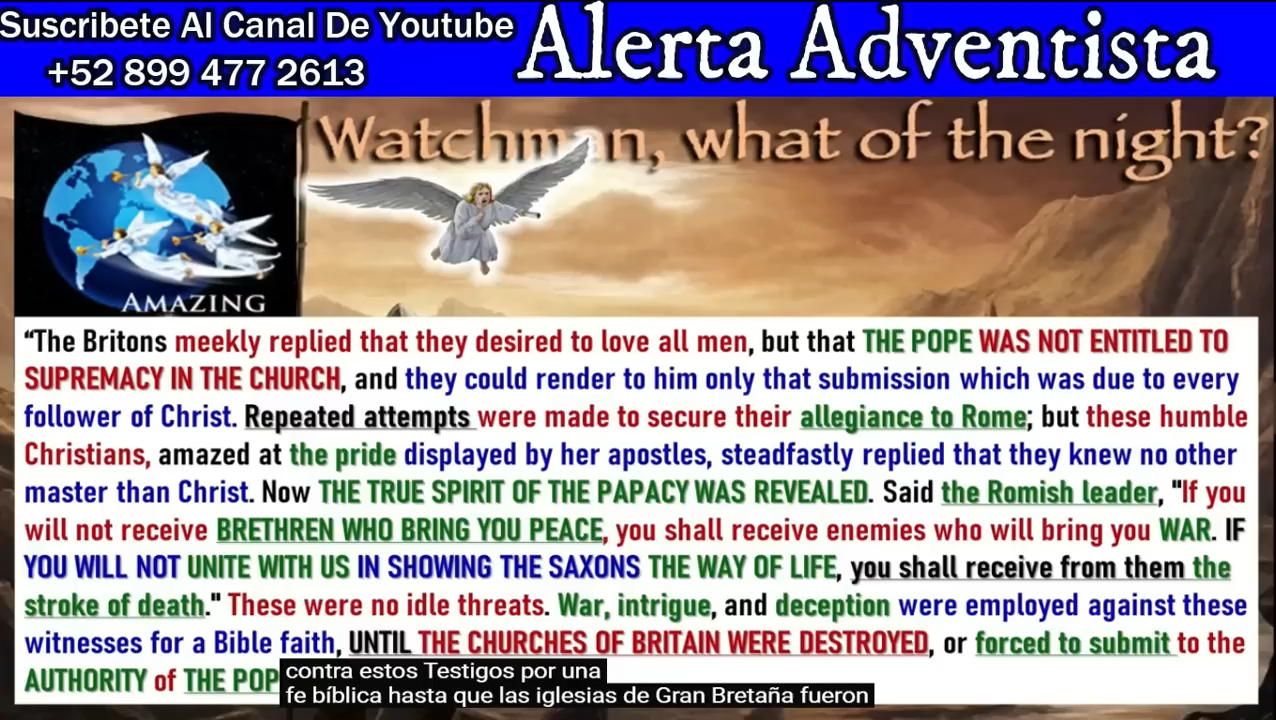 Suscribete Al Canal De Youtube
+52 899 477 2613
Alerta Adventista
Watchman, what of the night?
AMAZING
“The Britons meekly replied that they desired to love all men, but that THE POPE WAS NOT ENTITLED TO
SUPREMACY IN THE CHURCH, and they could render to him only that submission which was due to every
follower of Christ. Repeated attempts were made to secure their allegiance to Rome; but these humble
Christians, amazed at the pride displayed by her apostles, steadfastly replied that they knew no other
master than Christ. Now THE TRUE SPIRIT OF THE PAPACY WAS REVEALED. Said the Romish leader, "If you
will not receive BRETHREN WHO BRING YOU PEACE, you shall receive enemies who will bring you WAR. IF
YOU WILL NOT UNITE WITH US IN SHOWING THE SAXONS THE WAY OF LIFE, you shall receive from them the
stroke of death." These were no idle threats. War, intrigue, and deception were employed against these
witnesses for a Bible faith, UNTIL THE CHURCHES OF BRITAIN WERE DESTROYED, or forced to submit to the
AUTHORITY of THE POP
contra estos Testigos por una
fe bíblica hasta que las iglesias de Gran Bretaña fueron